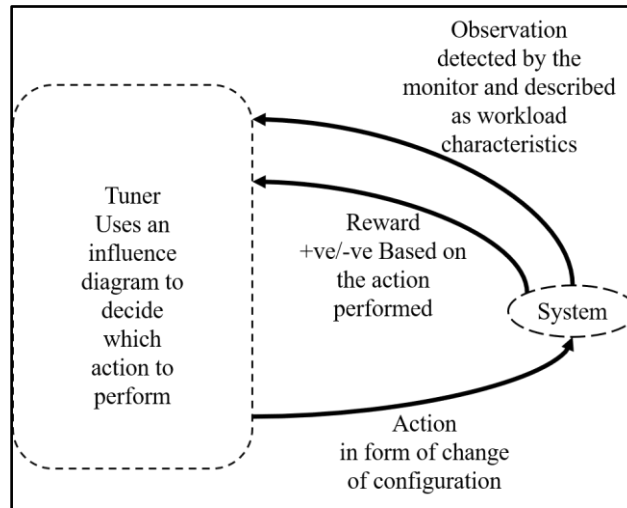 Observation
detected by the
monitor and described
as workload
characteristics
Tuner
Uses an
influence
diagram to
decide
which
action to
perform
Reward
+ve/-ve Based on
the action
performed
System
Action
in form of change
of configuration